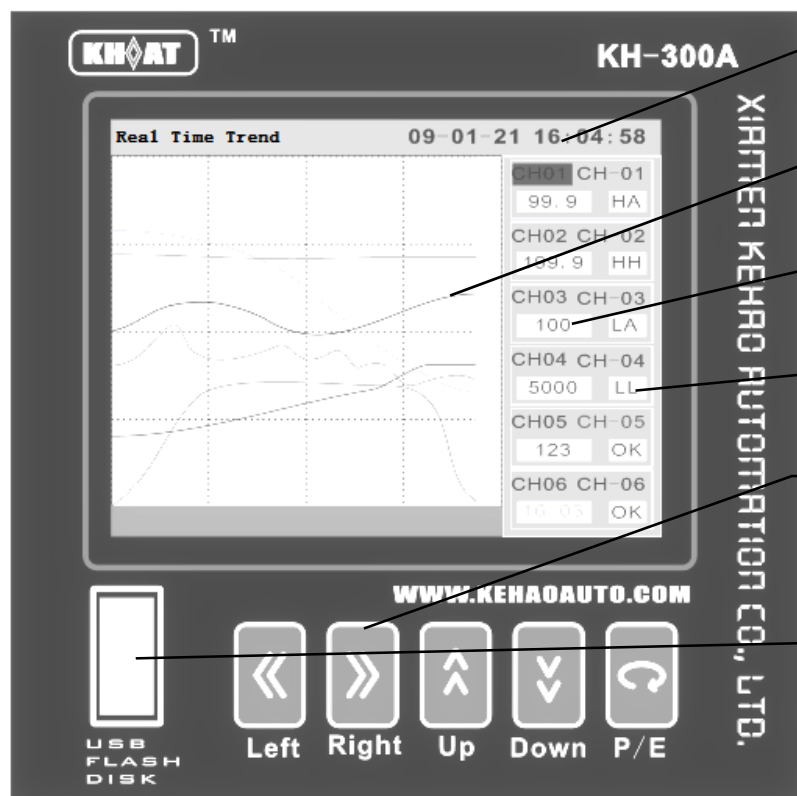 KH◊AT TM
KH-300A
Real Time Trend 09-01-21 16:04:58
CH01 CH-01
99.9 HA
CH02 CH-02
199.9 HH
CH03 CH-03
100 LA
CH04 CH-04
5000 LL
CH05 CH-05
123 OK
CH06 CH-06
16.03 OK
XIAMEN KEHAO AUTOMATION CO., LTD.
WWW.KEHAOAUTO.COM
USB
FLASH
DISK
Left Right Up Down P/E